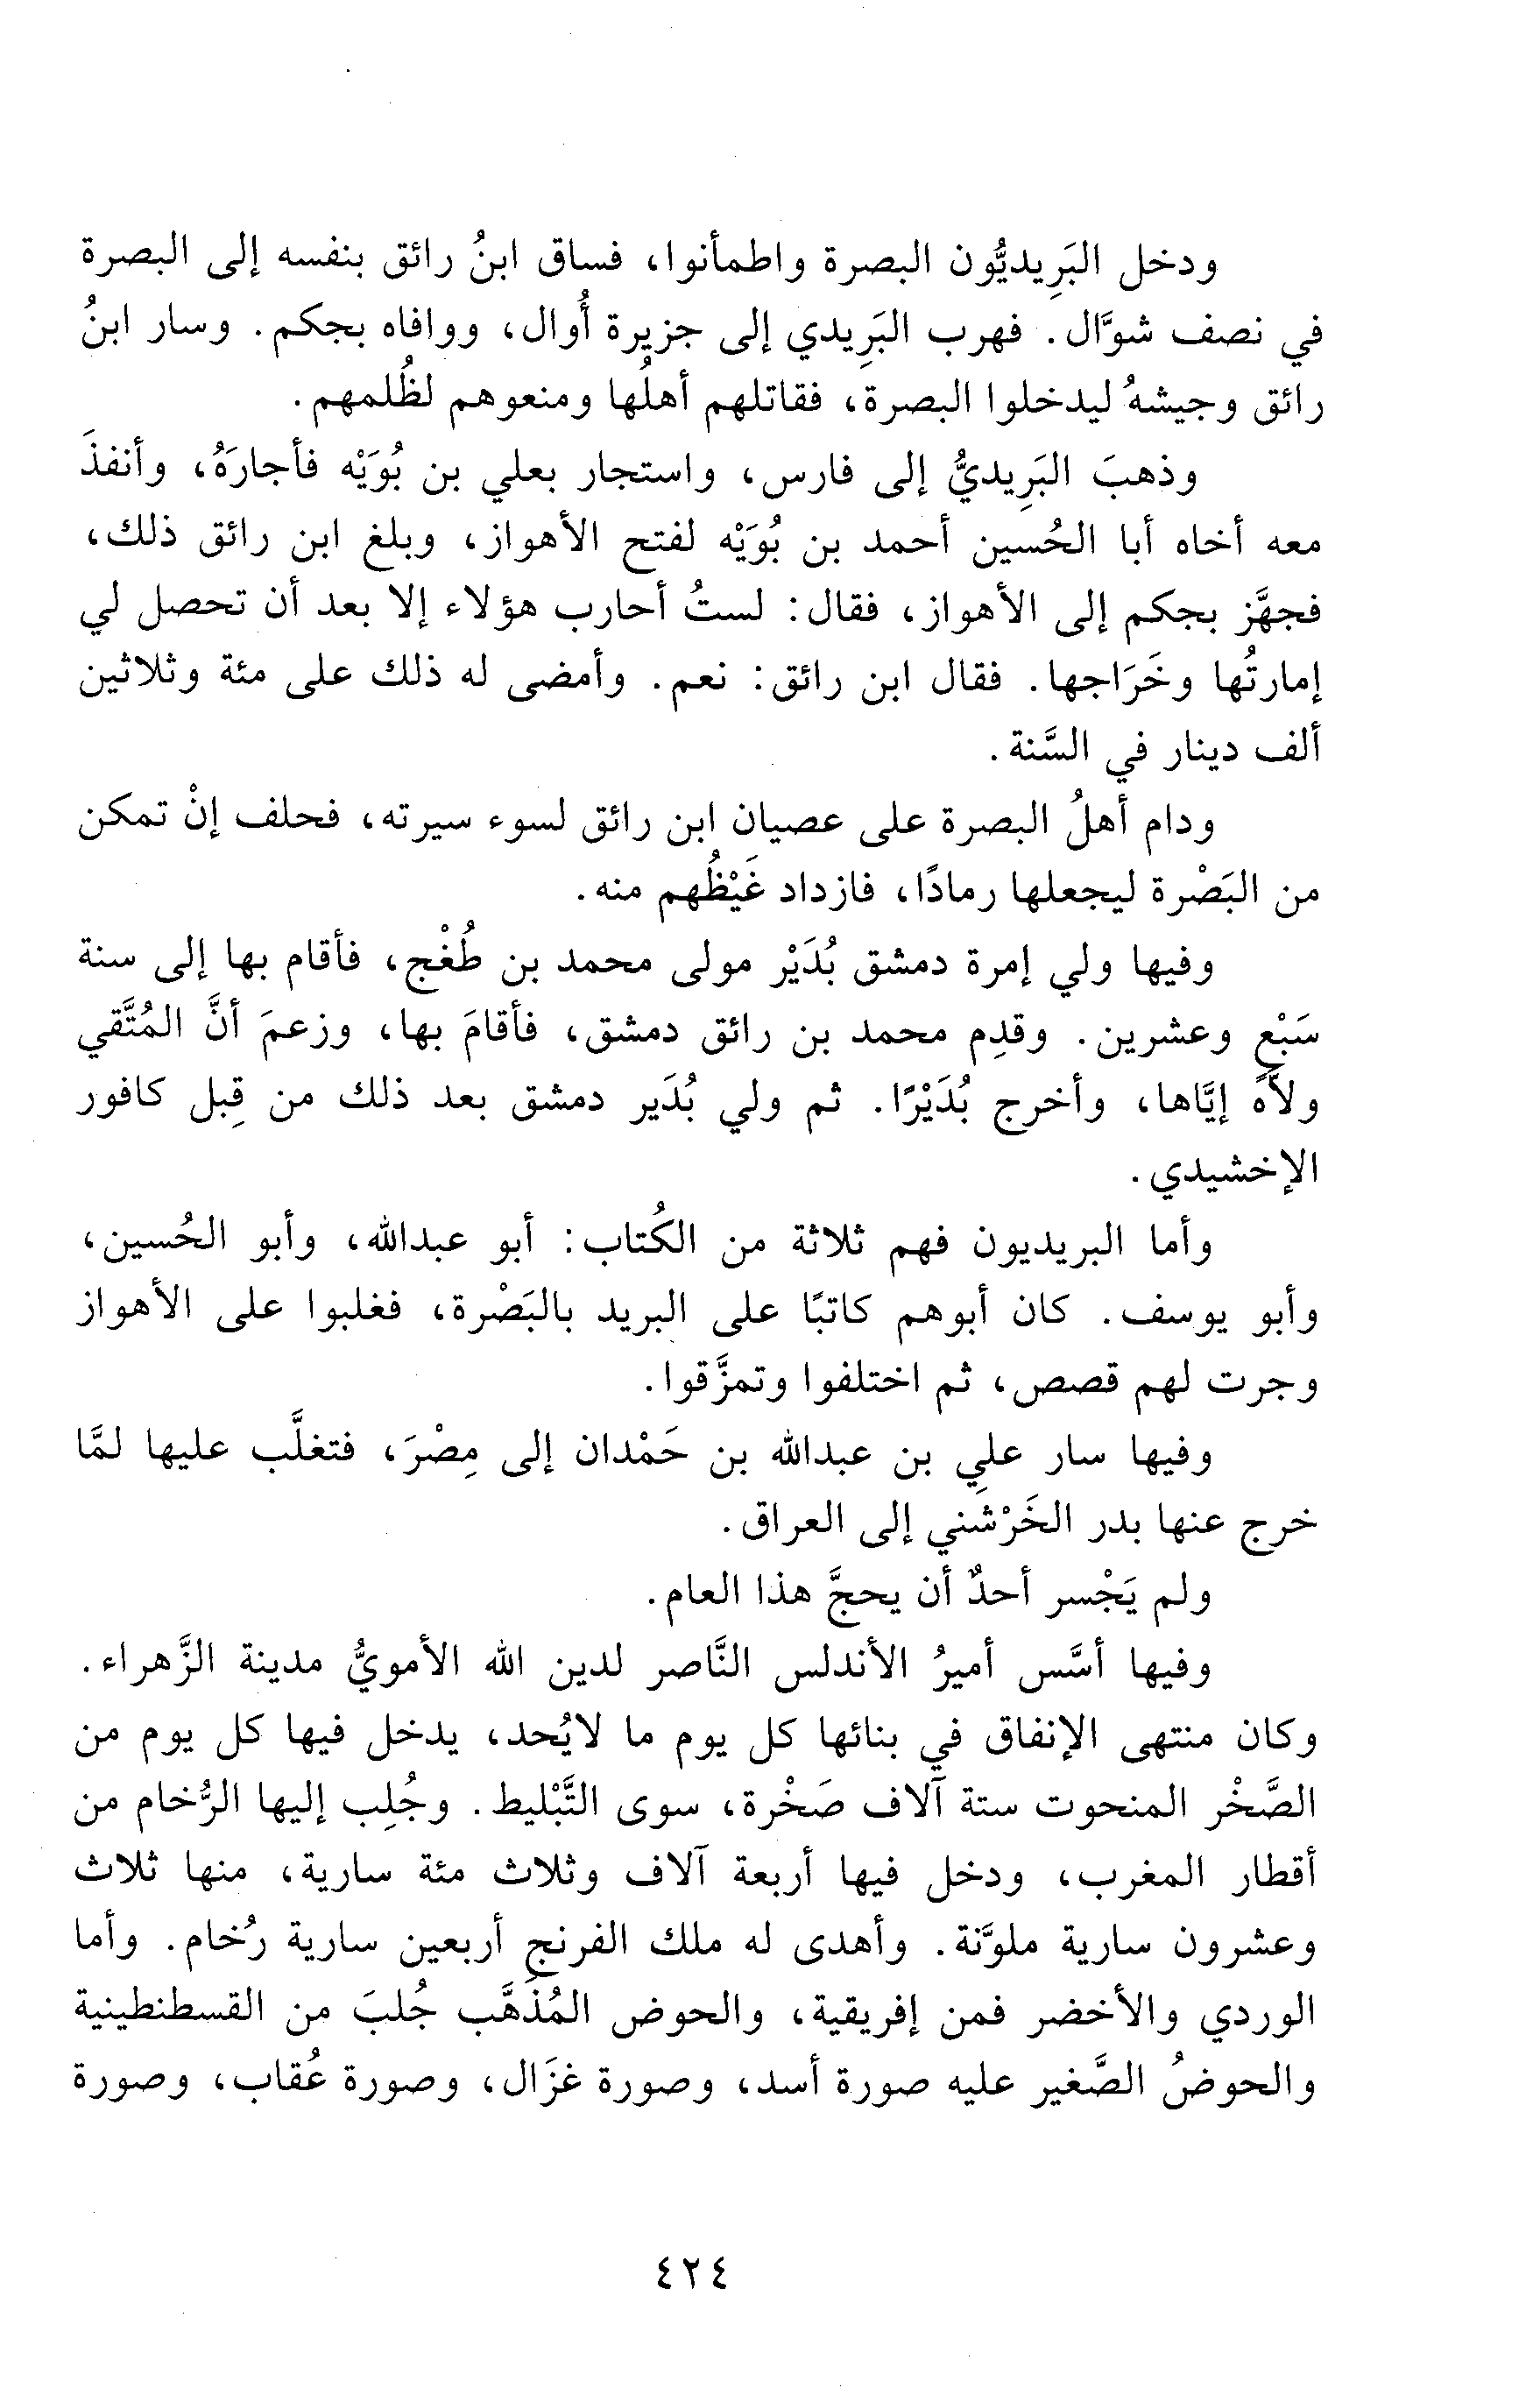 ودخل البَرِيديُّون البصرة واطمأنوا، فساق ابنُ رائق بنفسه إلى البصرة
في نصف شوَّال. فهرب البَرِيدي إلى جزيرة أُوال، ووافاه بجكم. وسار ابنُ
رائق وجيشهُ ليدخلوا البصرة، فقاتلهم أهلُها ومنعوهم لظُلمهم.
وذهبَ البَرِيديُّ إلى فارس، واستجار بعلي بن بُوَيْه فأجارَهُ، وأنفذَ
معه أخاه أبا الحُسين أحمد بن بُوَيْه لفتح الأهواز، وبلغ ابن رائق ذلك،
فجهَّز بجكم إلى الأهواز، فقال: لستُ أحارب هؤلاء إلا بعد أن تحصل لي
إمارتُها وخَرَاجها. فقال ابن رائق: نعم. وأمضى له ذلك على مئة وثلاثين
ألف دينار في السَّنة.
ودام أهلُ البصرة على عصيان ابن رائق لسوء سيرته، فحلف إنْ تمكن
من البَصْرة ليجعلها رمادًا، فازداد غَيْظُهم منه.
وفيها ولي إمرة دمشق بُدَيْر مولى محمد بن طُغْج، فأقام بها إلى سنة
سَبْعٍ وعشرين. وقدِم محمد بن رائق دمشق، فأقامَ بها، وزعمَ أنَّ المُتَّقي
ولاَّهُ إيَّاها، وأخرج بُدَيْرًا. ثم ولي بُدَير دمشق بعد ذلك من قِبل كافور
الإخشيدي.
وأما البريديون فهم ثلاثة من الكُتاب: أبو عبدالله، وأبو الحُسين،
وأبو يوسف. كان أبوهم كاتبًا على البريد بالبَصْرة، فغلبوا على الأهواز
وجرت لهم قصص، ثم اختلفوا وتمزَّقوا.
وفيها سار علي بن عبدالله بن حَمْدان إلى مِصْرَ، فتغلَّب عليها لمَّا
خرج عنها بدر الخَرْشني إلى العراق.
ولم يَجْسر أحدٌ أن يحجَّ هذا العام.
وفيها أسَّس أميرُ الأندلس النَّاصر لدين الله الأمويُّ مدينة الزَّهراء.
وكان منتهى الإنفاق في بنائها كل يوم ما لايُحد، يدخل فيها كل يوم من
الصَّخْر المنحوت ستة آلاف صَخْرة، سوى التَّبْليط. وجُلِب إليها الرُّخام من
أقطار المغرب، ودخل فيها أربعة آلاف وثلاث مئة سارية، منها ثلاث
وعشرون سارية ملوَّنة. وأهدى له ملك الفرنج أربعين سارية رُخام. وأما
الوردي والأخضر فمن إفريقية، والحوض المُذَهَّب جُلبَ من القسطنطينية
والحوضُ الصَّغير عليه صورة أسد، وصورة غزَال، وصورة عُقاب، وصورة
٤٢٤